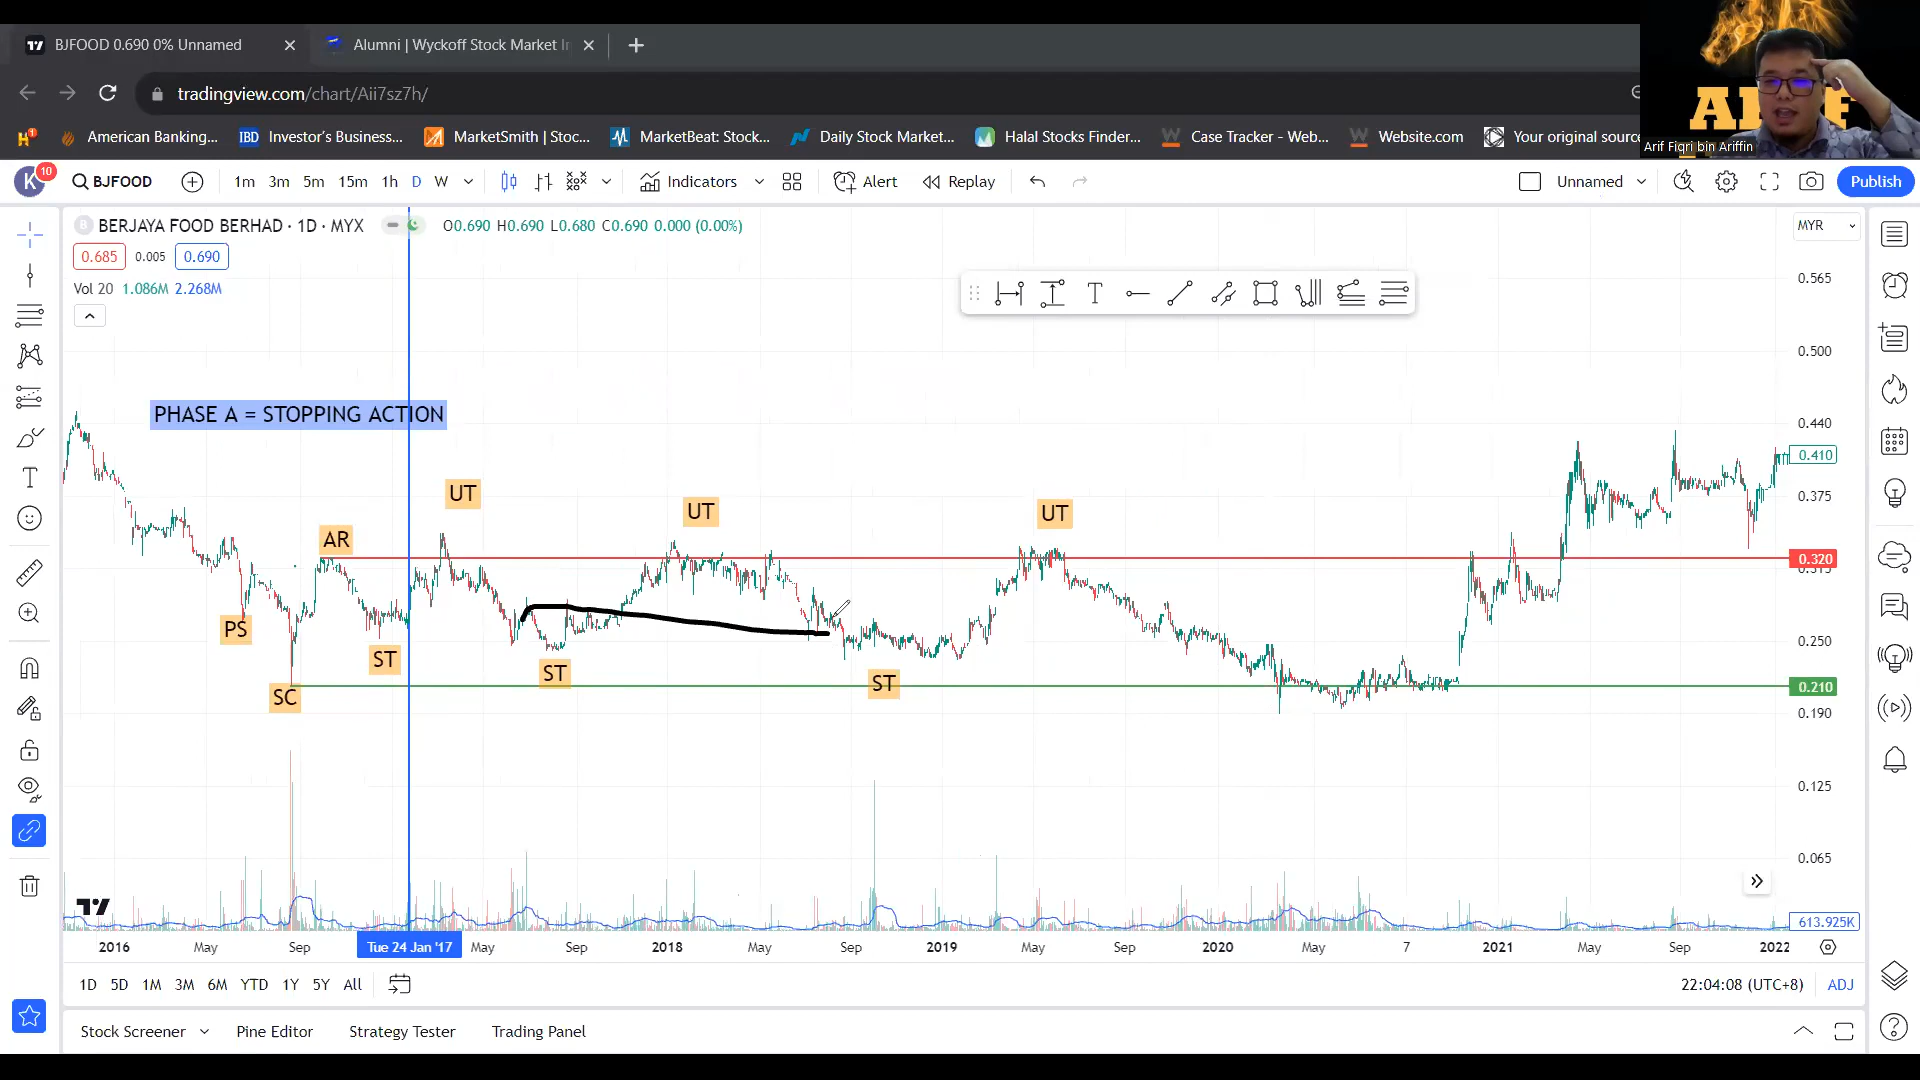 BJFOOD 0.690 0% Unnamed
Alumni | Wyckoff Stock Market In
tradingview.com/chart/Aii7sz7h/
American Banking... IBD Investor's Business... MarketSmith | Stoc... MarketBeat: Stock... Daily Stock Market... Halal Stocks Finder... Case Tracker - Web... Website.com Your original source
Arif Fiqri bin Ariffin
K 10 BJFOOD 1m 3m 5m 15m 1h D W Indicators Alert Replay Unnamed Publish
B BERJAYA FOOD BERHAD · 1D · MYX O0.690 H0.690 L0.680 C0.690 0.000 (0.00%) MYR
0.685 0.005 0.690
Vol 20 1.086M 2.268M
0.565
0.500
PHASE A = STOPPING ACTION
0.440
0.410
UT
0.375
UT
UT
AR
0.320
0.315
PS
0.250
ST
ST
ST
SC
0.210
0.190
0.125
0.065
613.925K
2016 May Sep Tue 24 Jan '17 May Sep 2018 May Sep 2019 May Sep 2020 May 7 2021 May Sep 2022
1D 5D 1M 3M 6M YTD 1Y 5Y All 22:04:08 (UTC+8) ADJ
Stock Screener Pine Editor Strategy Tester Trading Panel